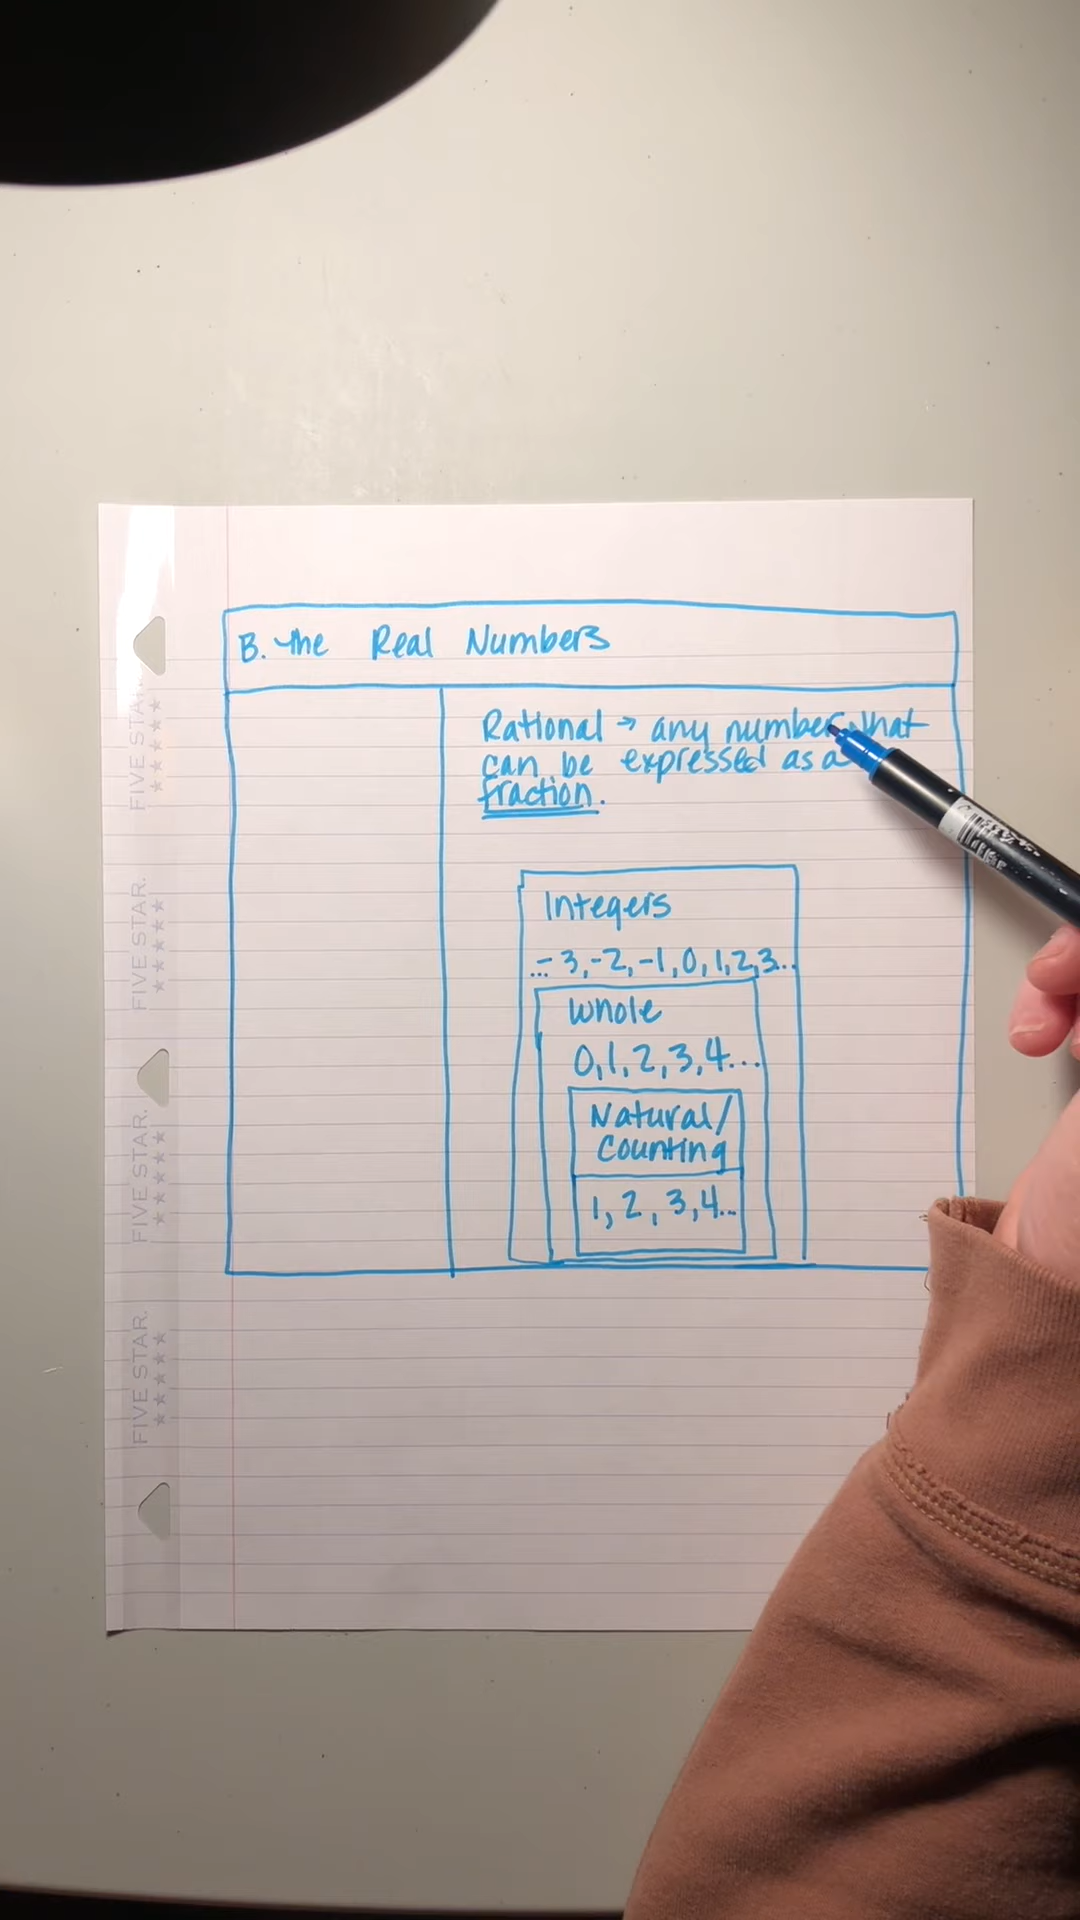 B. the Real Numbers
Rational → any number that
can be expressed as a
fraction.
Integers
...-3,-2,-1,0,1,2,3...
Whole
0,1,2,3,4...
Natural/
Counting
1, 2, 3,4...
FIVE STAR.
FIVE STAR.
FIVE STAR.
FIVE STAR.